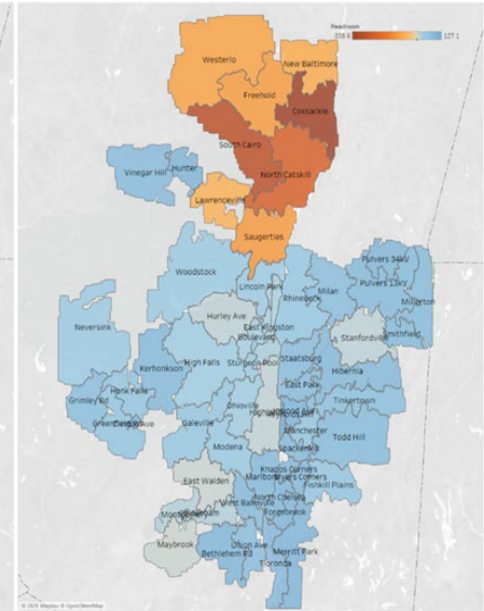 Headroom
127.1
Westerlo
New Baltimore
Freehold
Coxsackie
South Cairo
Vinegar Hill
Hunter
North Catskill
Lawrenceville
Saugerties
Woodstock
Pulvers 34kV
Lincoln Park
Pulvers 13kV
Rhinebeck
Milan
Millerton
Hurley Ave
Neversink
East Kingston
Boulevard
Stanfordville
Smithfield
High Falls
Sturgeon Pool
Staatsburg
Kerhonkson
Hibernia
Honk Falls
East Park
Grimley Rd
Tinkertown
Ohioville
Galeville
Manchester
Todd Hill
Modena
Spackenkill
Knapps Corners
East Walden
Marlboro
Myers Corners
Fishkill Plains
North Chelsea
West Balmville
Forgebrook
Maybrook
Union Ave
Bethlehem Rd
Merritt Park
Tioronda
© 2025 Mapbox © OpenStreetMap